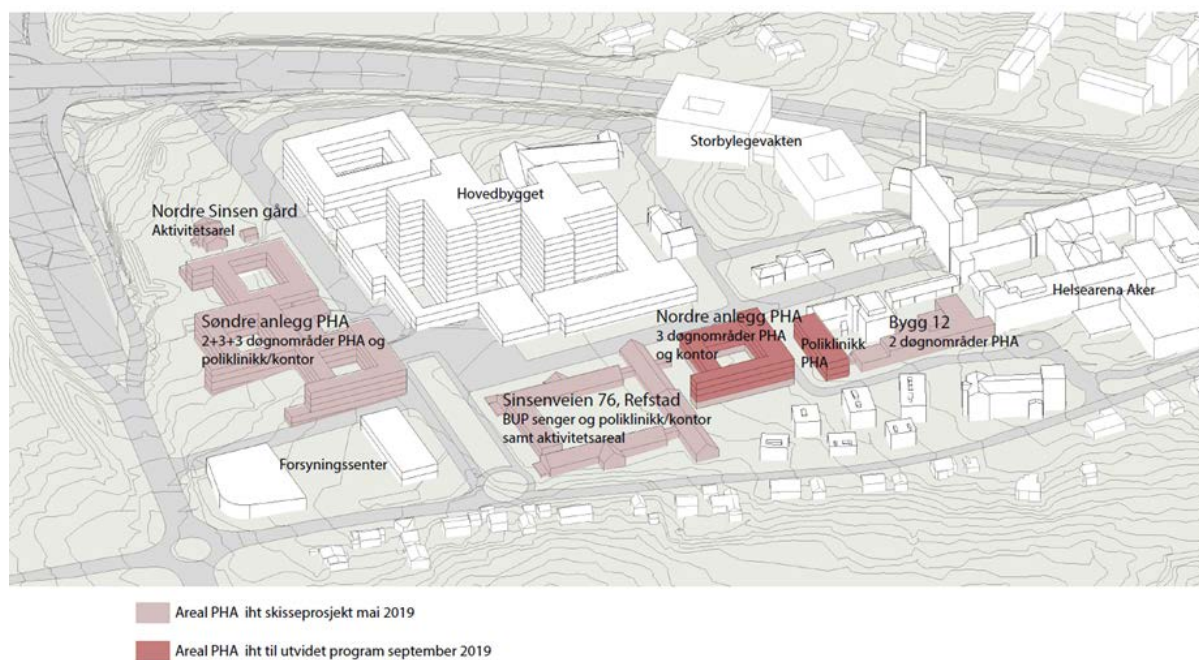 Storbylegevakten
Hovedbygget
Nordre Sinsen gård
Aktivitetsarel
Helsearena Aker
Søndre anlegg PHA
2+3+3 døgnområder PHA og
poliklinikk/kontor
Nordre anlegg PHA
3 døgnområder PHA
og kontor
Poliklinikk
PHA
Bygg 12
2 døgnområder PHA
Sinsenveien 76, Refstad
BUP senger og poliklinikk/kontor
samt aktivitetsareal
Forsyningssenter
Areal PHA iht skisseprosjekt mai 2019
Areal PHA iht til utvidet program september 2019